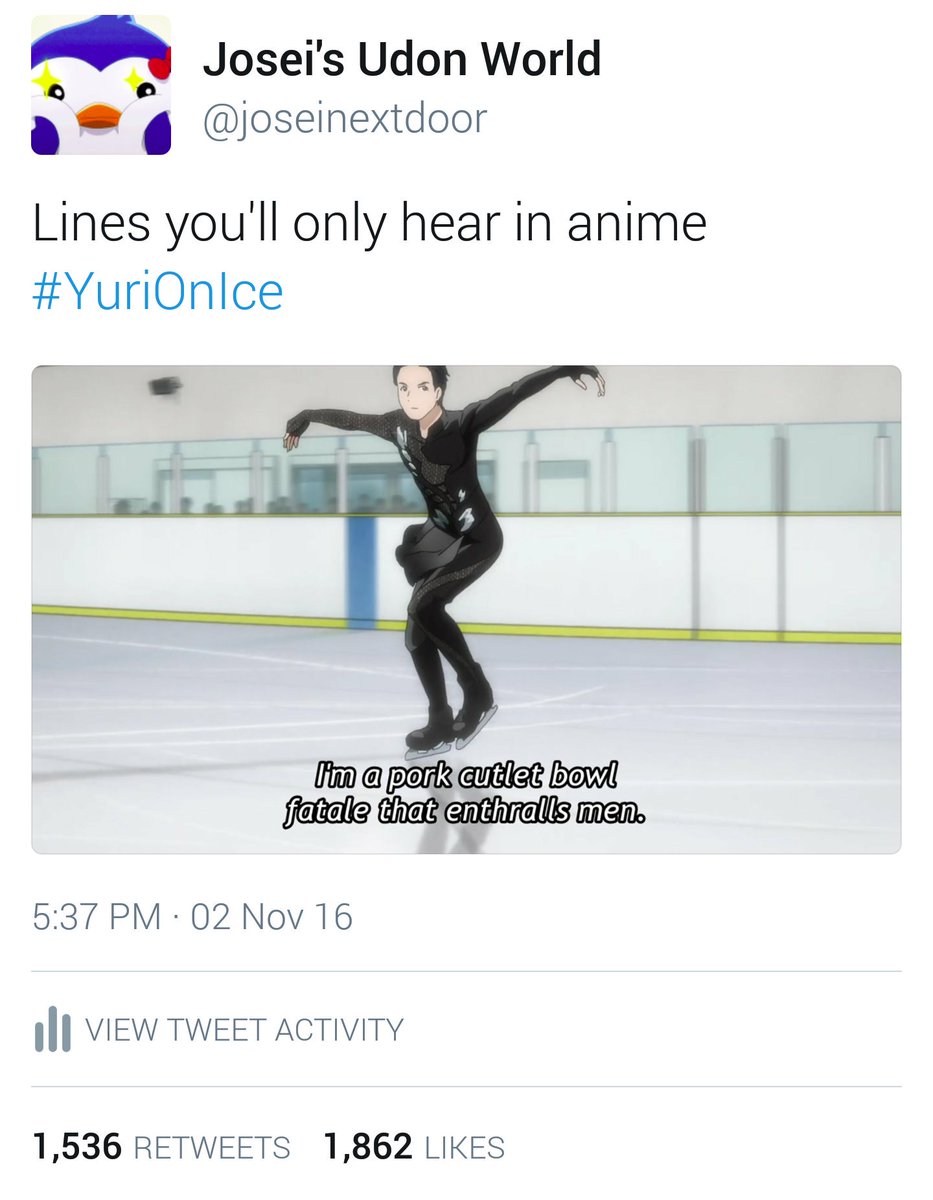 Josei's Udon World
@joseinextdoor
Lines you'll only hear in anime
#YuriOnIce
I'm a pork cutlet bowl
fatale that enthralls men.
5:37 PM · 02 Nov 16
VIEW TWEET ACTIVITY
1,536 RETWEETS 1,862 LIKES